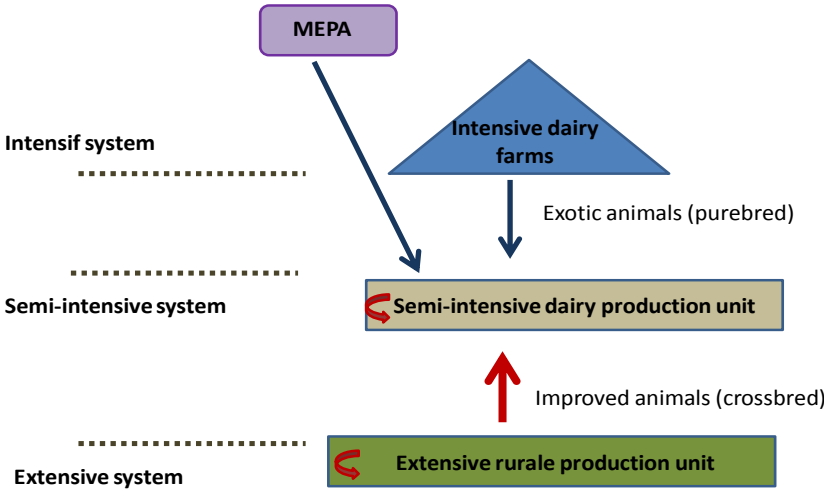 MEPA
Intensif system
Intensive dairy
farms
Exotic animals (purebred)
Semi-intensive system
Semi-intensive dairy production unit
Improved animals (crossbred)
Extensive system
Extensive rurale production unit